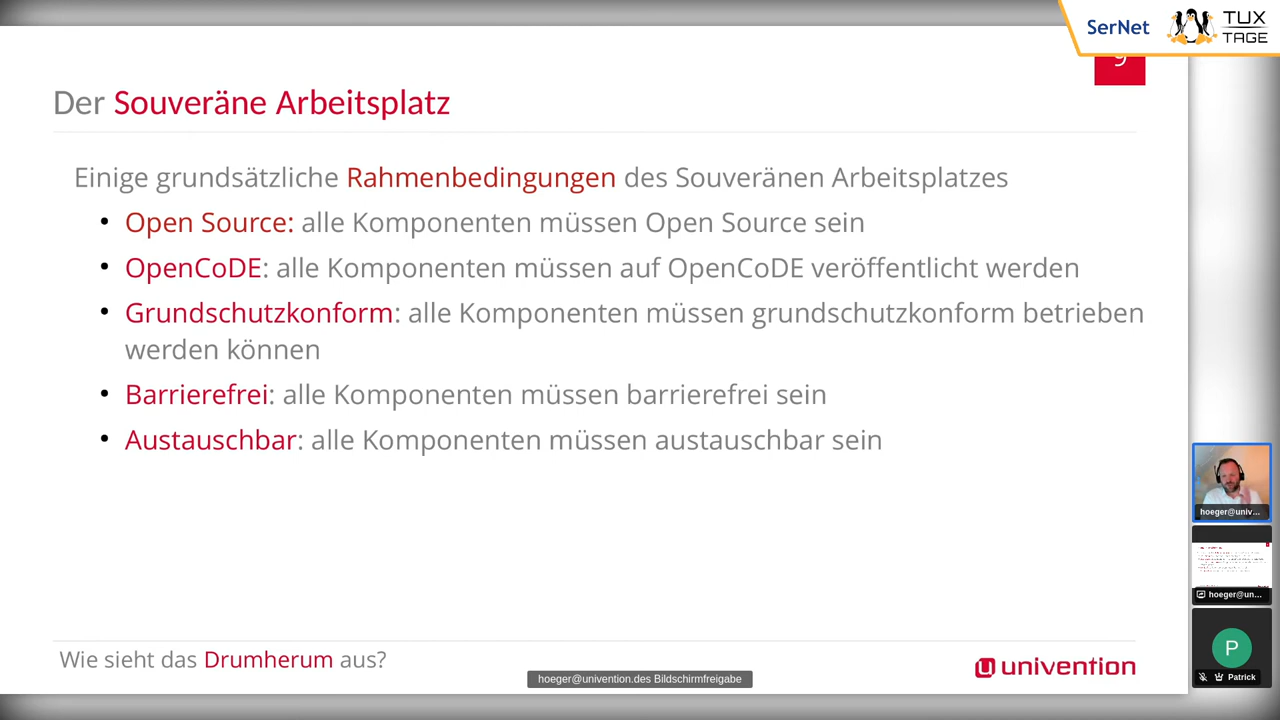 SerNet
TUX
TAGE
9
Der Souveräne Arbeitsplatz
Einige grundsätzliche Rahmenbedingungen des Souveränen Arbeitsplatzes
• Open Source: alle Komponenten müssen Open Source sein
• OpenCoDE: alle Komponenten müssen auf OpenCoDE veröffentlicht werden
• Grundschutzkonform: alle Komponenten müssen grundschutzkonform betrieben
werden können
• Barrierefrei: alle Komponenten müssen barrierefrei sein
• Austauschbar: alle Komponenten müssen austauschbar sein
hoeger@univ...
hoeger@un...
P
Patrick
Wie sieht das Drumherum aus?
univention
hoeger@univention.des Bildschirmfreigabe